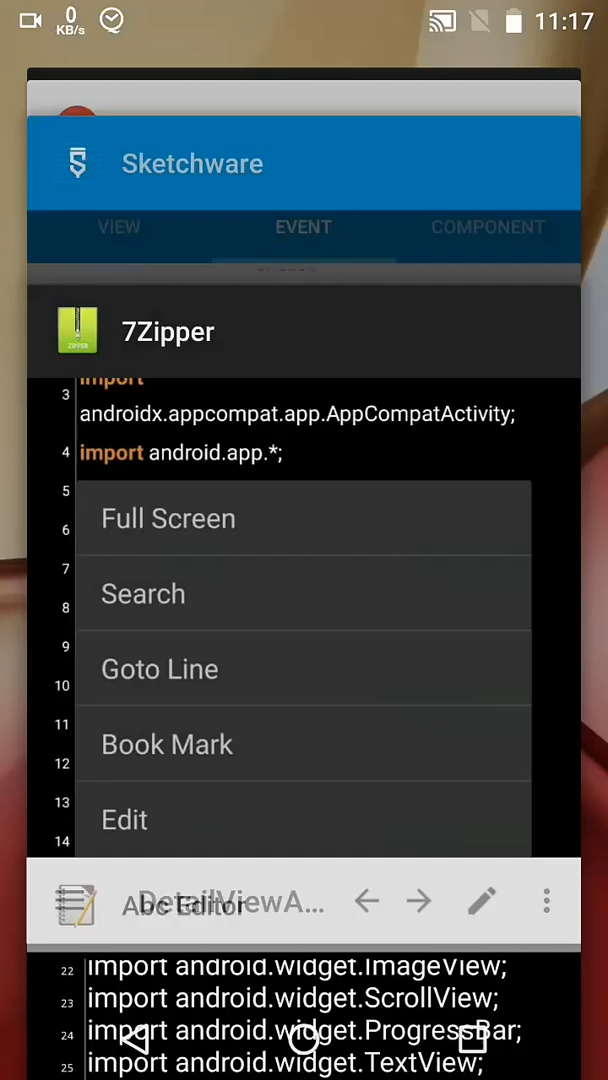 0
KB/s
11:17
Sketchware
VIEW EVENT COMPONENT
7Zipper
3 import
androidx.appcompat.app.AppCompatActivity;
4 import android.app.*;
5
6
7
8
9
10
11
12
13
14
Full Screen
Search
Goto Line
Book Mark
Edit
Abc Editor
DetailViewA...
22 import android.widget.ImageView;
23 import android.widget.ScrollView;
24 import android.widget.ProgressBar;
25 import android.widget.TextView;